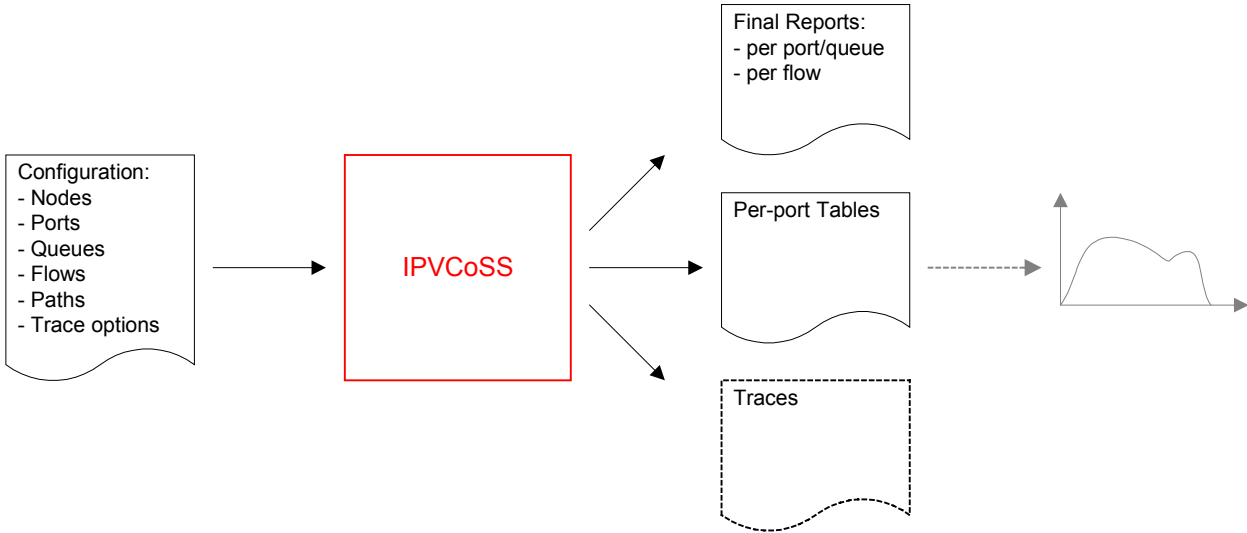 Configuration:
- Nodes
- Ports
- Queues
- Flows
- Paths
- Trace options
IPVCoSS
Final Reports:
- per port/queue
- per flow
Per-port Tables
Traces